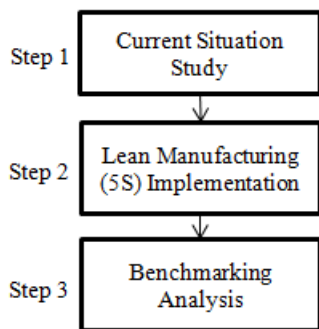 Step 1
Current Situation
Study
Step 2
Lean Manufacturing
(5S) Implementation
Step 3
Benchmarking
Analysis